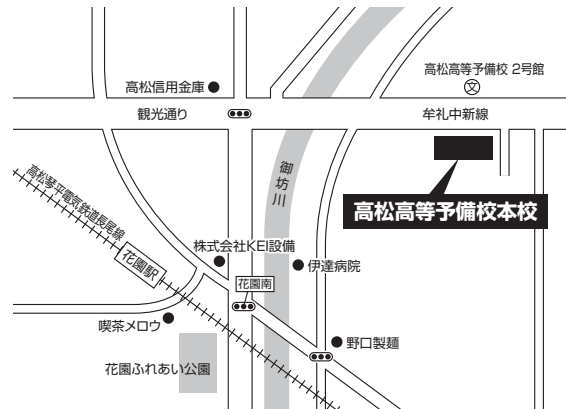 高松高等予備校 2号館
文
高松信用金庫
観光通り
牟礼中新線
御坊川
高松琴平電気鉄道長尾線
高松高等予備校本校
株式会社KEI設備
伊達病院
花園駅
花園南
喫茶メロウ
野口製麺
花園ふれあい公園